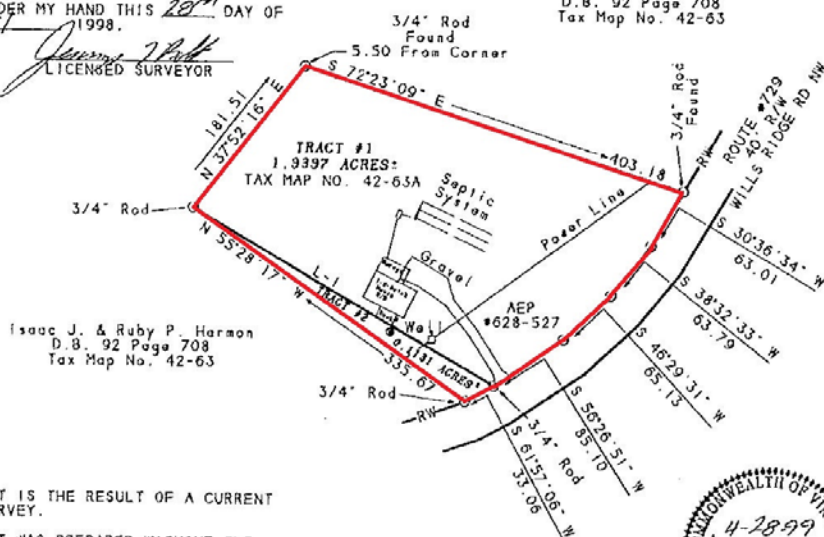 DER MY HAND THIS 28th DAY OF
1998.
LICENSED SURVEYOR
3/4" Rod
Found
5.50 From Corner
D.B. 92 Page 708
Tax Map No. 42-63
S 72°23'09" E
403.18
3/4" Rod
Found
RW
ROUTE #729
40' R/W
WILLS RIDGE RD NW
181.51
N 37°52'16" E
TRACT #1
1.9397 ACRES±
TAX MAP NO. 42-63A
Septic
System
Power Line
3/4" Rod
Gravel
S 30°36'34" W
63.01
N 55°28'17" W
335.67
L-1
TRACT #2
0.1131 ACRES±
Well
AEP
#628-527
S 38°32'33" W
63.79
Isaac J. & Ruby P. Harmon
D.B. 92 Page 708
Tax Map No. 42-63
S 46°29'31" W
65.13
3/4" Rod
RW
S 56°26'51" W
85.10
3/4" Rod
S 61°57'06" W
33.06
T IS THE RESULT OF A CURRENT
RVEY.
MONWEALTH OF VI
4-28-99